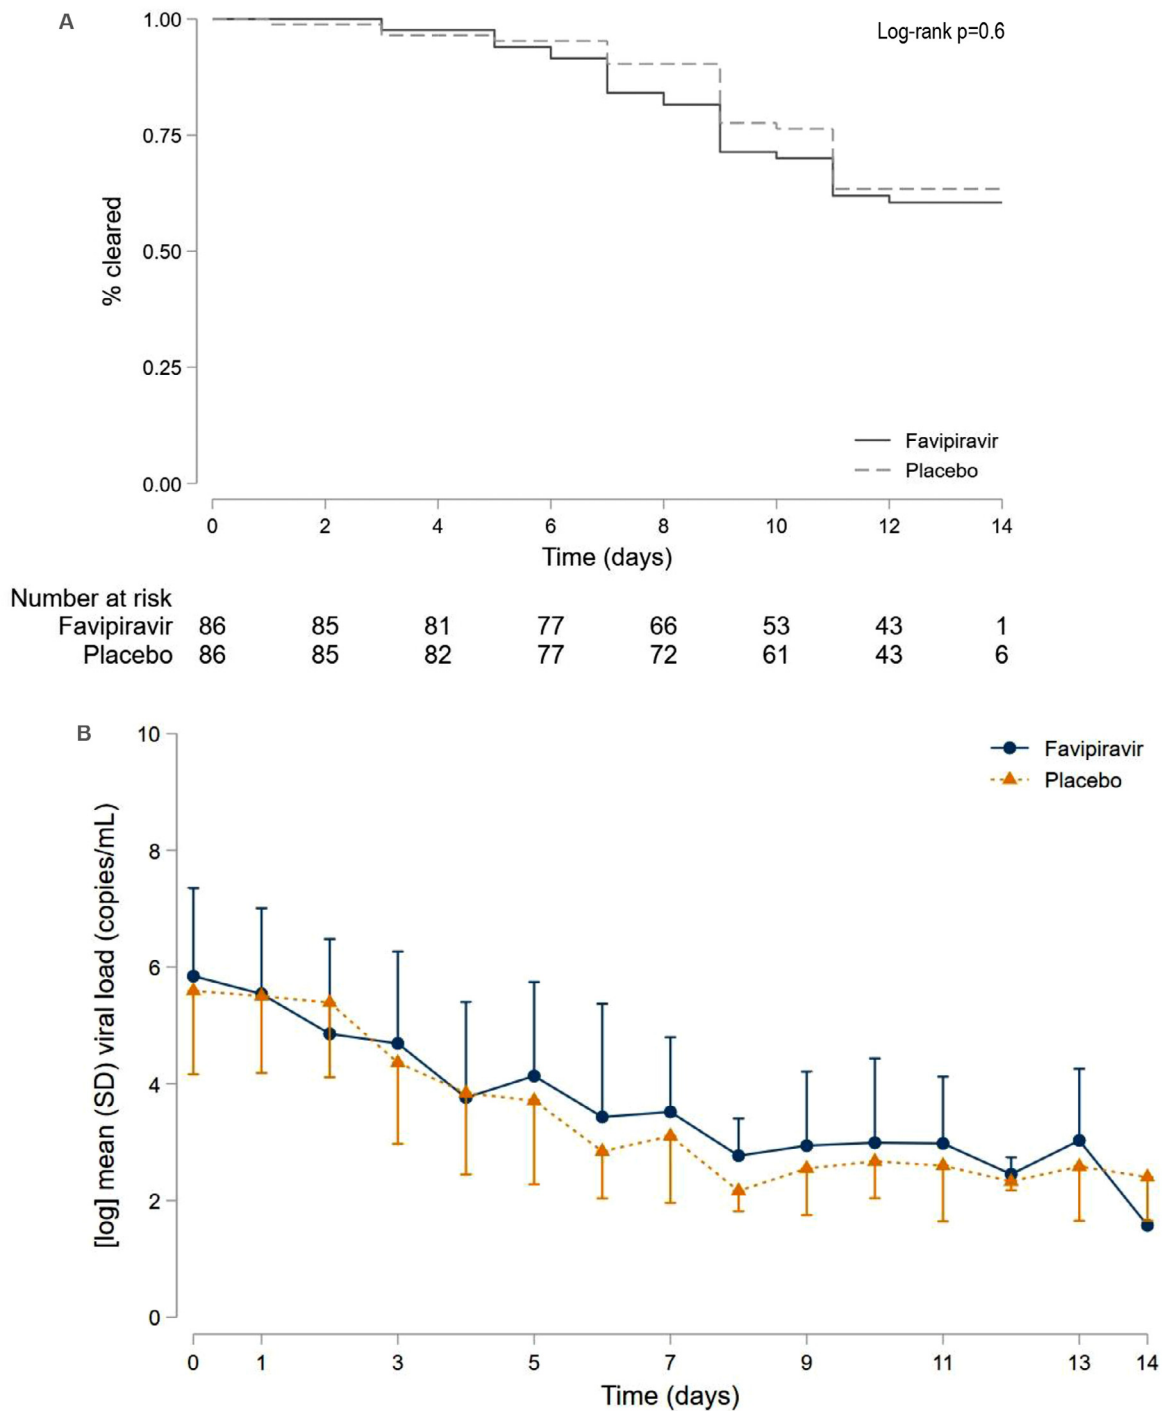 A
Log-rank p=0.6
1.00
0.75
0.50
0.25
0.00
% cleared
Favipiravir
Placebo
0 2 4 6 8 10 12 14
Time (days)
Number at risk
Favipiravir 86 85 81 77 66 53 43 1
Placebo 86 85 82 77 72 61 43 6
B
10
8
6
4
2
0
[log] mean (SD) viral load (copies/mL)
Favipiravir
Placebo
0 1 3 5 7 9 11 13 14
Time (days)